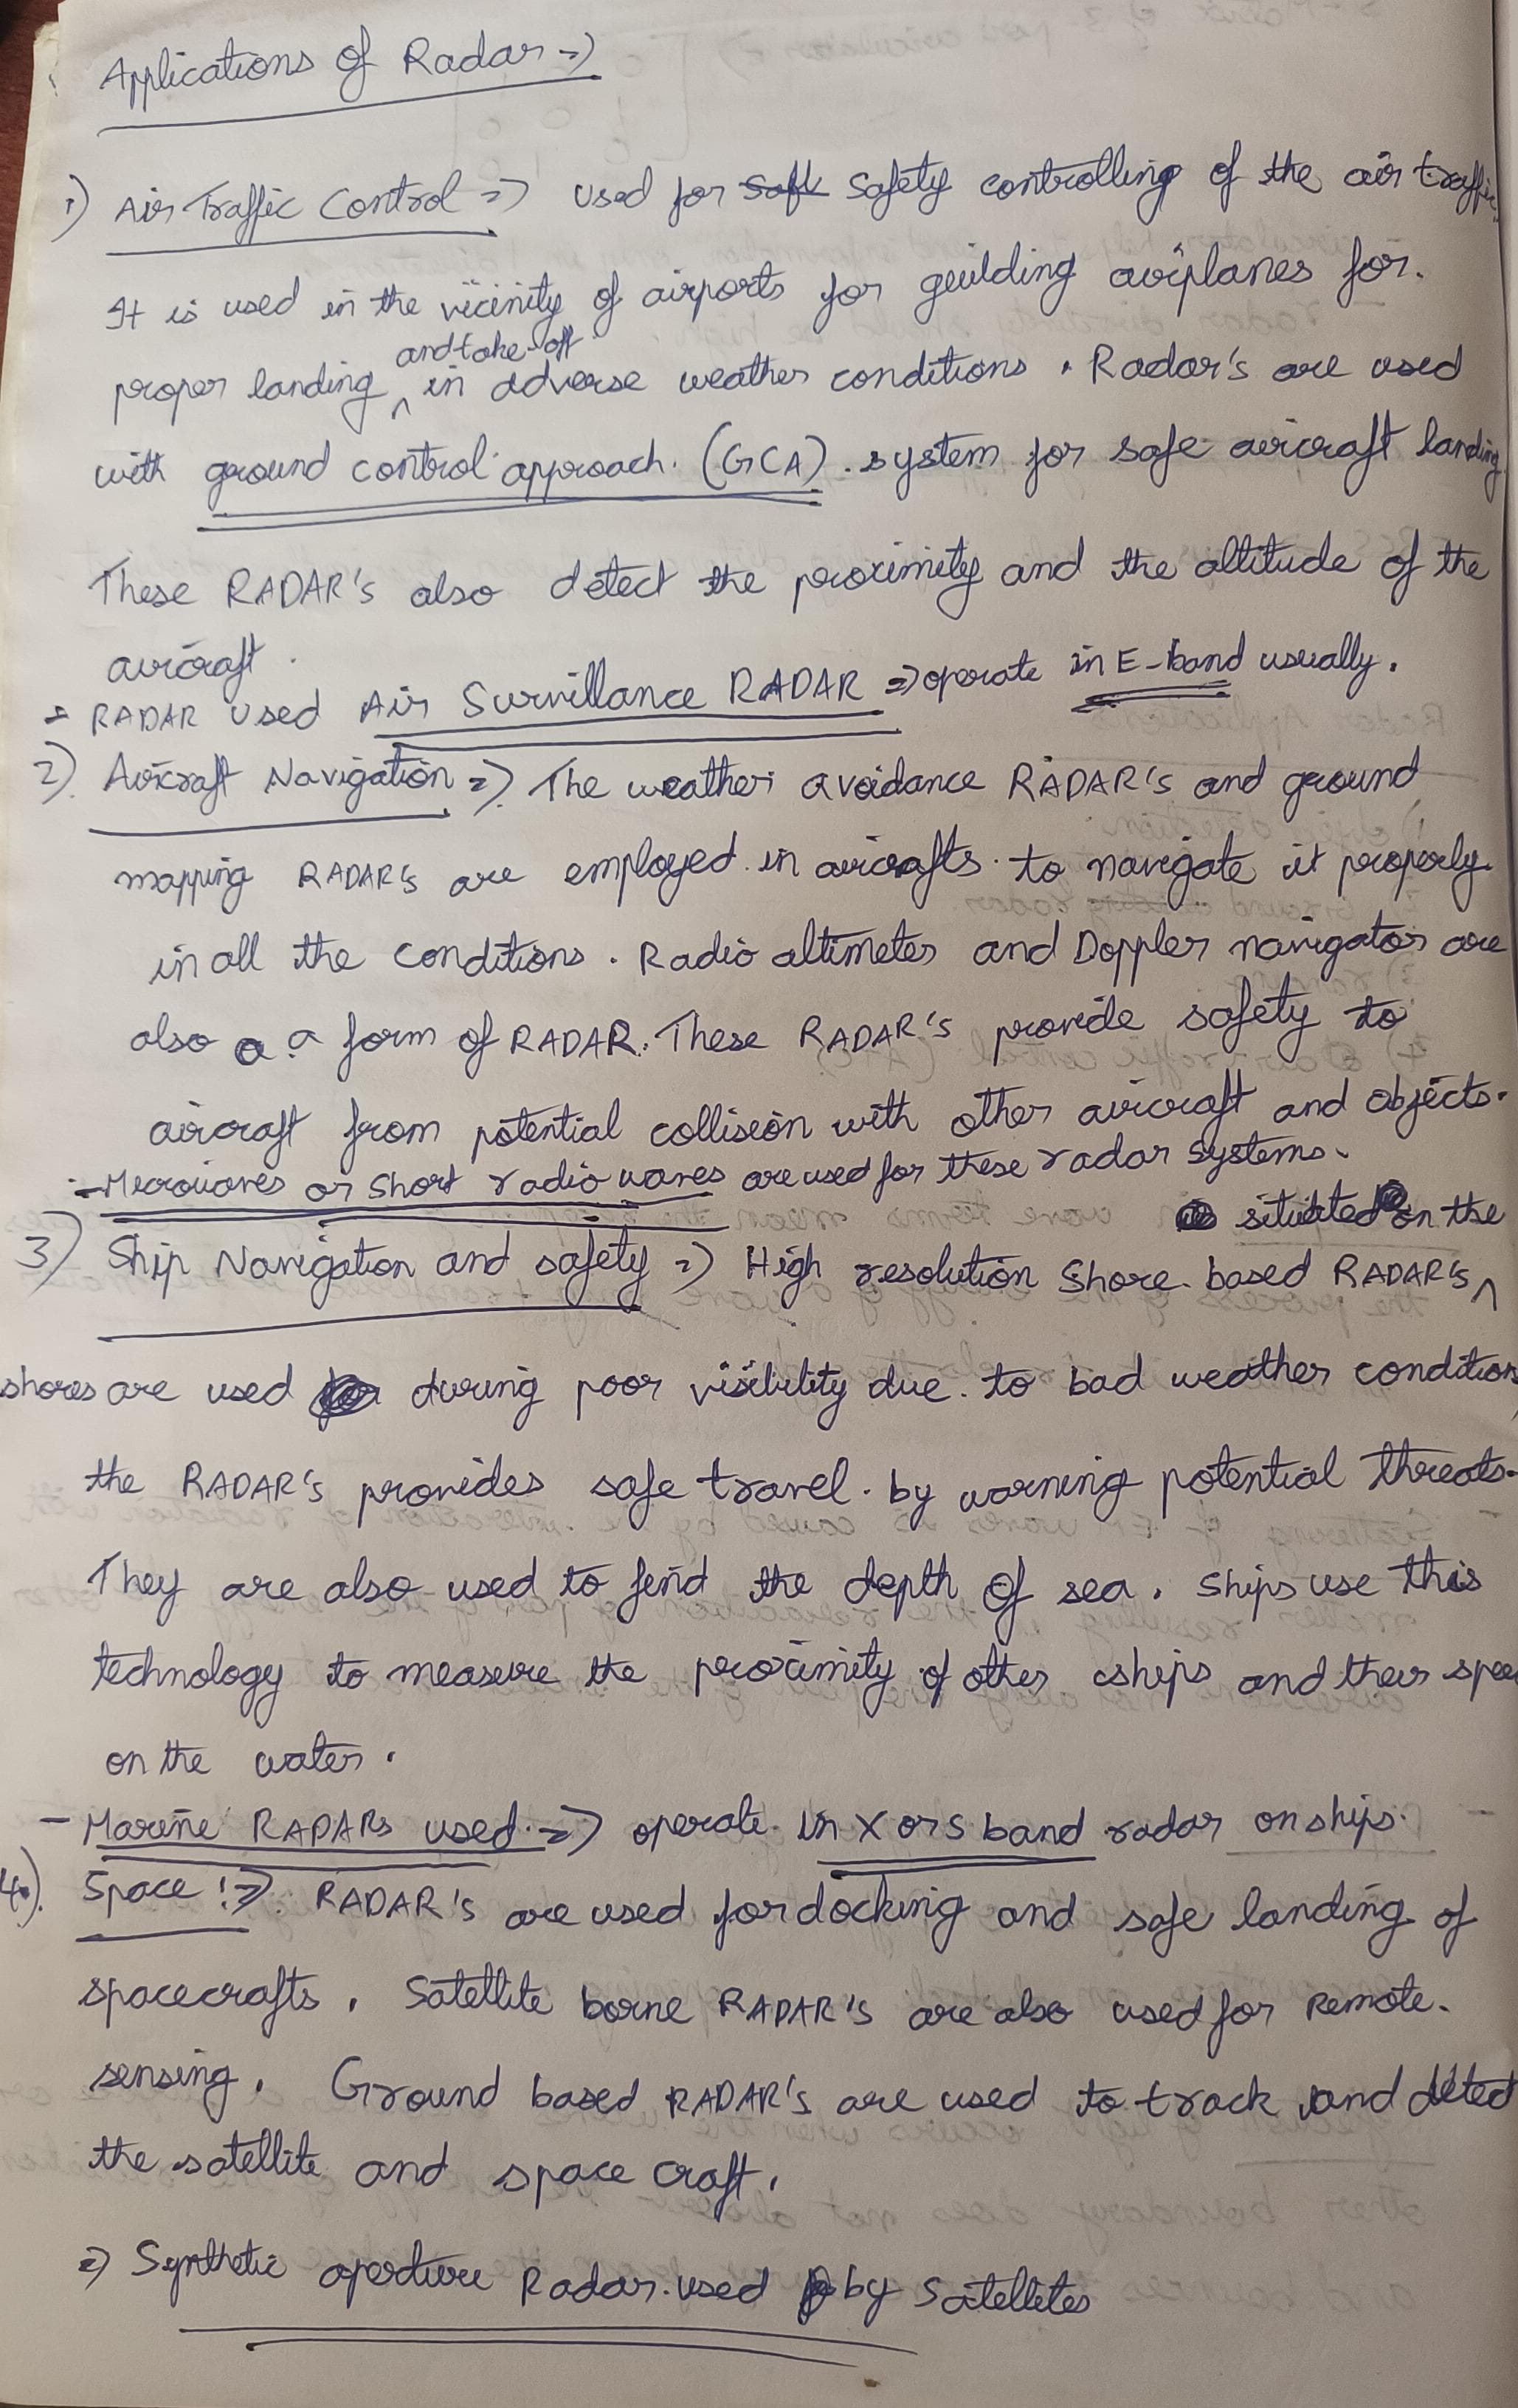 Applications of Radar =>
1) Air Traffic Control => Used for safety controlling of the air traffic.
It is used in the vicinity of airports for guilding airplanes for
and take-off
proper landing ^ in adverse weather conditions. Radar's are used
with ground control approach. (GCA). system for safe aircraft landing.
These RADAR's also detect the proximity and the altitude of the
aircraft.
- RADAR used Air Survillance RADAR => operate in E-band usually.
2) Aircraft Navigation => The weather avoidance RADAR's and ground
mapping RADAR's are employed in aircrafts to navigate it properly
in all the conditions. Radio altimeter and Doppler navigator are
also a a form of RADAR. These RADAR's provide safety to
aircraft from potential collision with other aircraft and objects.
- Microwaves or short radio waves are used for these radar systems.
situated on the
3) Ship Navigation and safety => High resolution Shore based RADAR's ^
shores are used during poor visibility due to bad weather condition
the RADAR's provides safe travel by warning potential threats.
They are also used to find the depth of sea. Ships use this
technology to measure the proximity of other ships and their spee
on the water.
- Marine RADARs used => operate in X or S band radar on ships.
4.) Space :=> RADAR's are used for docking and safe landing of
spacecrafts. Satellite borne RADAR's are also used for Remote
sensing. Ground based RADAR's are used to track and detect
the satellite and space craft.
=> Synthetic aperture Radar used by Satellites